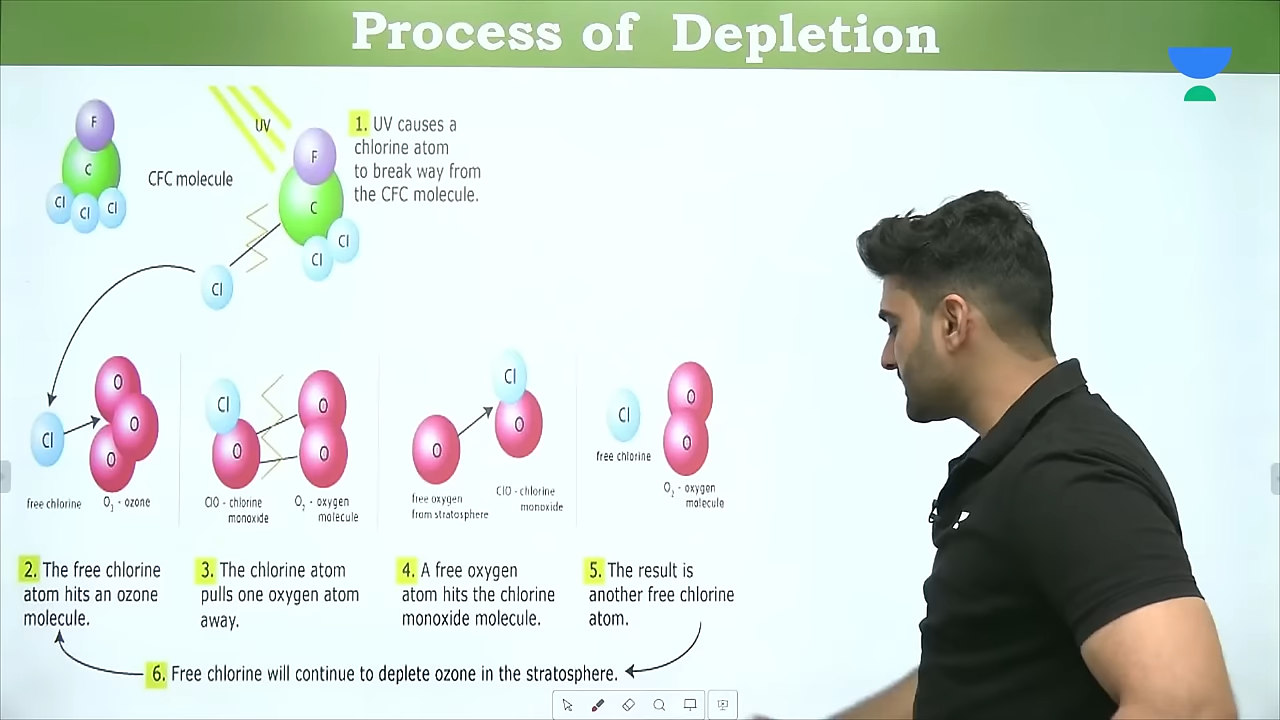 Process of Depletion
F
C
Cl
Cl
Cl
CFC molecule
UV
F
C
Cl
Cl
Cl
1. UV causes a
chlorine atom
to break way from
the CFC molecule.
Cl
O
O
O
free chlorine
O3 - ozone
Cl
O
O
O
ClO - chlorine
monoxide
O2 - oxygen
molecule
O
Cl
O
free oxygen
from stratosphere
ClO - chlorine
monoxide
Cl
O
O
free chlorine
O2 - oxygen
molecule
2. The free chlorine
atom hits an ozone
molecule.
3. The chlorine atom
pulls one oxygen atom
away.
4. A free oxygen
atom hits the chlorine
monoxide molecule.
5. The result is
another free chlorine
atom.
6. Free chlorine will continue to deplete ozone in the stratosphere.